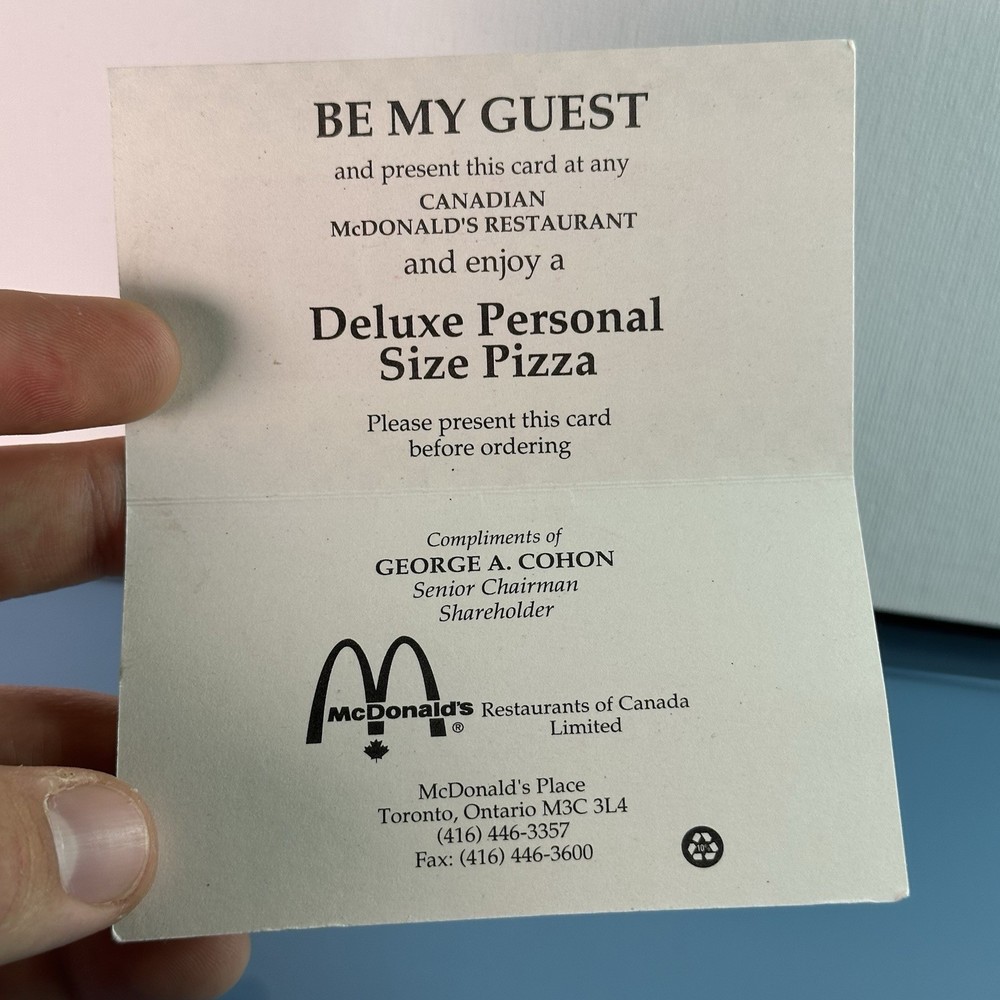 BE MY GUEST
and present this card at any
CANADIAN
McDONALD'S RESTAURANT
and enjoy a
Deluxe Personal
Size Pizza
Please present this card
before ordering
Compliments of
GEORGE A. COHON
Senior Chairman
Shareholder
McDonald's ® Restaurants of Canada
Limited
McDonald's Place
Toronto, Ontario M3C 3L4
(416) 446-3357
Fax: (416) 446-3600
10%